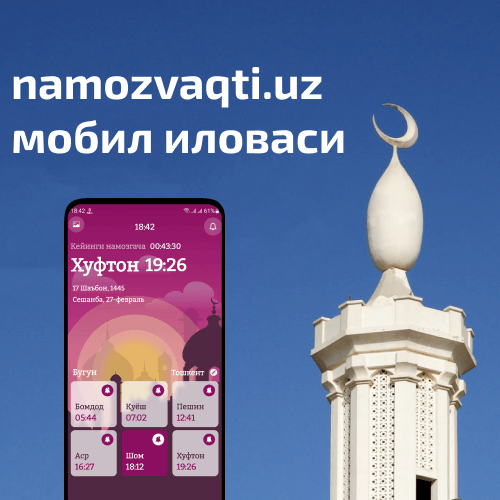 namozvaqti.uz
мобил иловаси
18:42
61%
18:42
Кейинги намозгача 00:43:30
Хуфтон 19:26
17 Шаъбон, 1445
Сешанба, 27-февраль
Бугун
Тошкент
Бомдод
05:44
Қуёш
07:02
Пешин
12:41
Аср
16:27
Шом
18:12
Хуфтон
19:26